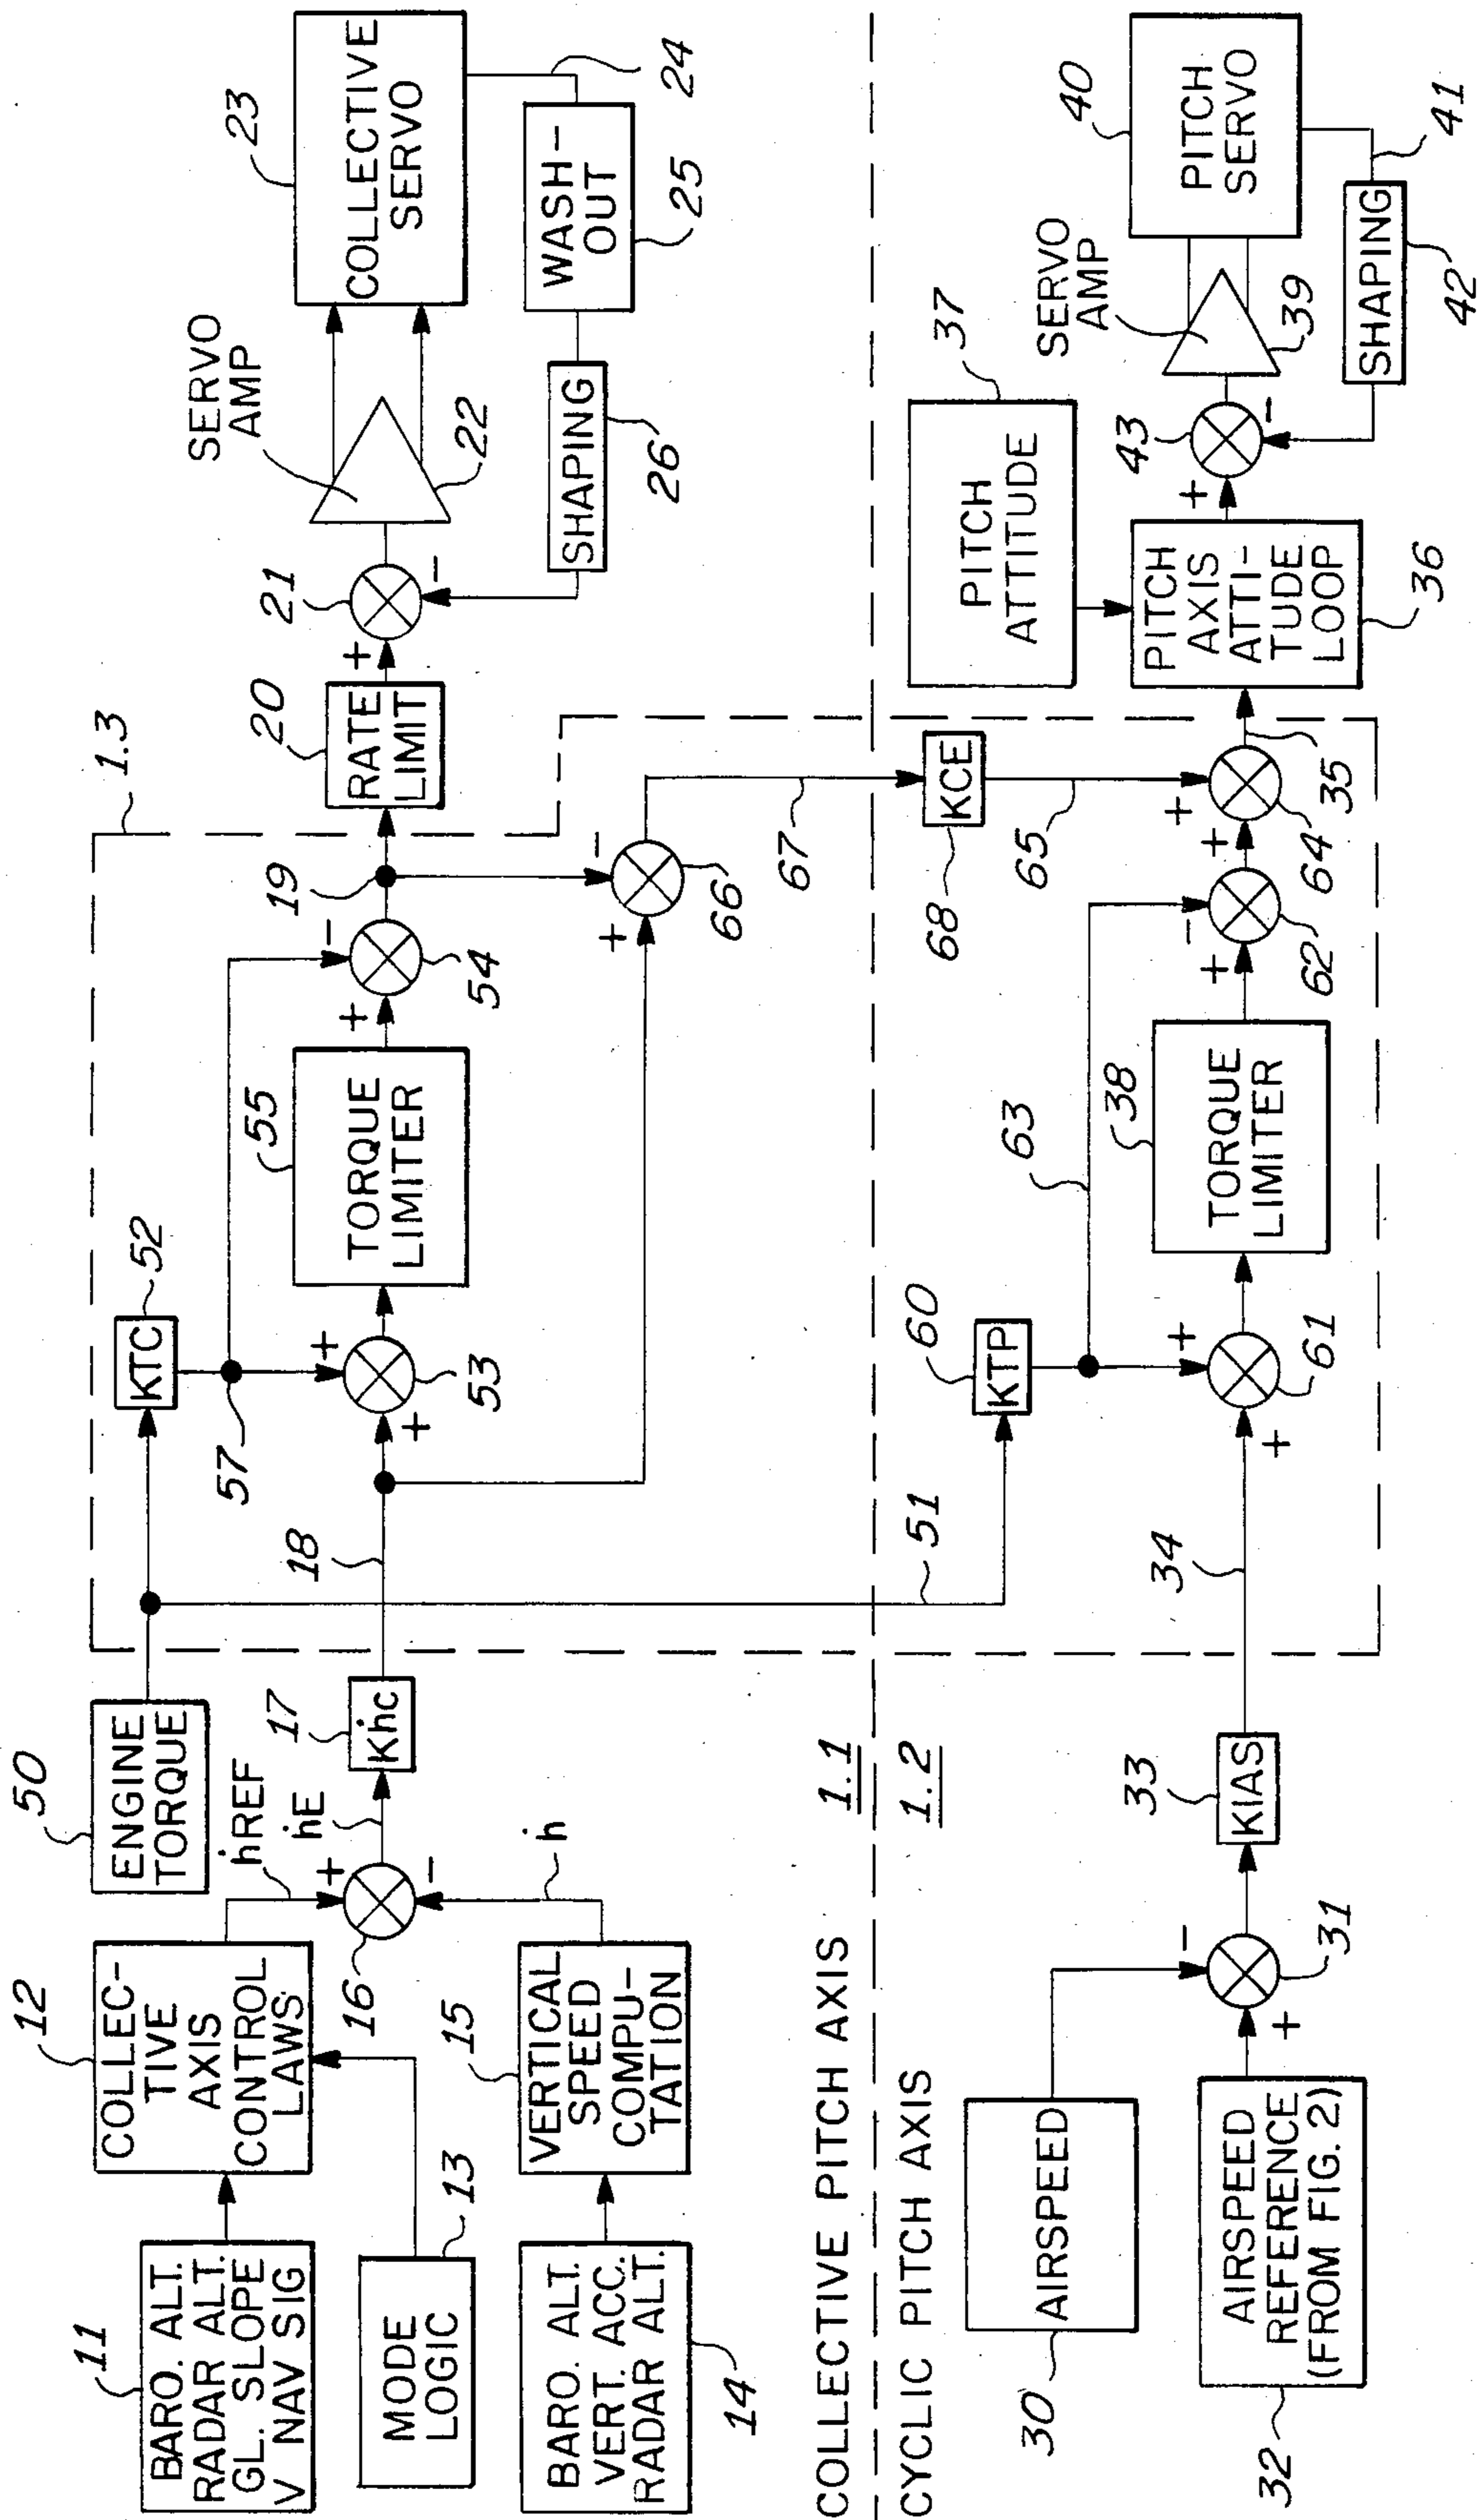 11
BARO. ALT.
RADAR ALT.
GL. SLOPE
V NAV SIG
12
COLLEC-
TIVE
AXIS
CONTROL
LAWS
MODE
LOGIC
13
BARO. ALT.
VERT. ACC.
RADAR ALT.
14
15
VERTICAL
SPEED
COMPU-
TATION
50
ENGINE
TORQUE
ḣREF
ḣE
ḣ
+
-
16
17
Kḣc
18
1.3
KTC
52
57
+
+
53
55
TORQUE
LIMITER
+
-
54
19
+
-
66
67
20
RATE
LIMIT
+
-
21
SERVO
AMP
22
23
COLLECTIVE
SERVO
24
WASH-
OUT
25
SHAPING
26
COLLECTIVE PITCH AXIS
1.1
CYCLIC PITCH AXIS
1.2
30
AIRSPEED
32
AIRSPEED
REFERENCE
(FROM FIG. 2)
-
+
31
33
KIAS
34
51
60
KTP
63
+
+
61
38
TORQUE
LIMITER
+
-
62
68
KCE
65
+
+
64
35
37
PITCH
ATTITUDE
PITCH
AXIS
ATTI-
TUDE
LOOP
36
+
-
43
SERVO
AMP
39
40
PITCH
SERVO
41
SHAPING
42